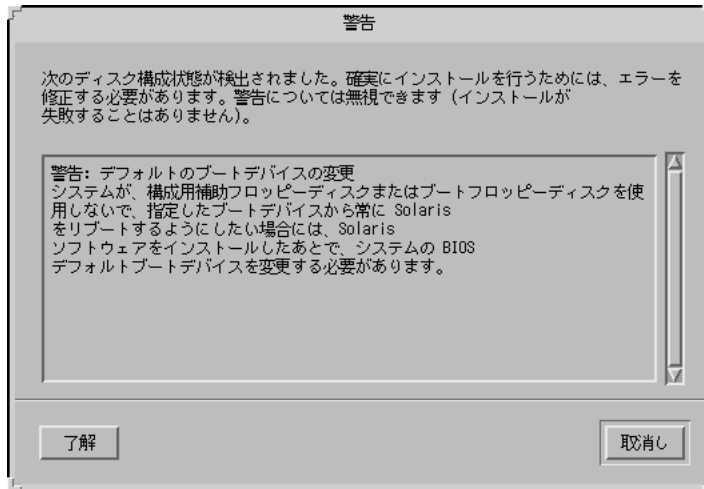 警告
次のディスク構成状態が検出されました。確実にインストールを行うためには、エラーを
修正する必要があります。警告については無視できます (インストールが
失敗することはありません)。
警告: デフォルトのブートデバイスの変更
システムが、構成用補助フロッピーディスクまたはブートフロッピーディスクを使
用しないで、指定したブートデバイスから常に Solaris
をリブートするようにしたい場合には、Solaris
ソフトウェアをインストールしたあとで、システムの BIOS
デフォルトブートデバイスを変更する必要があります。
了解
取消し